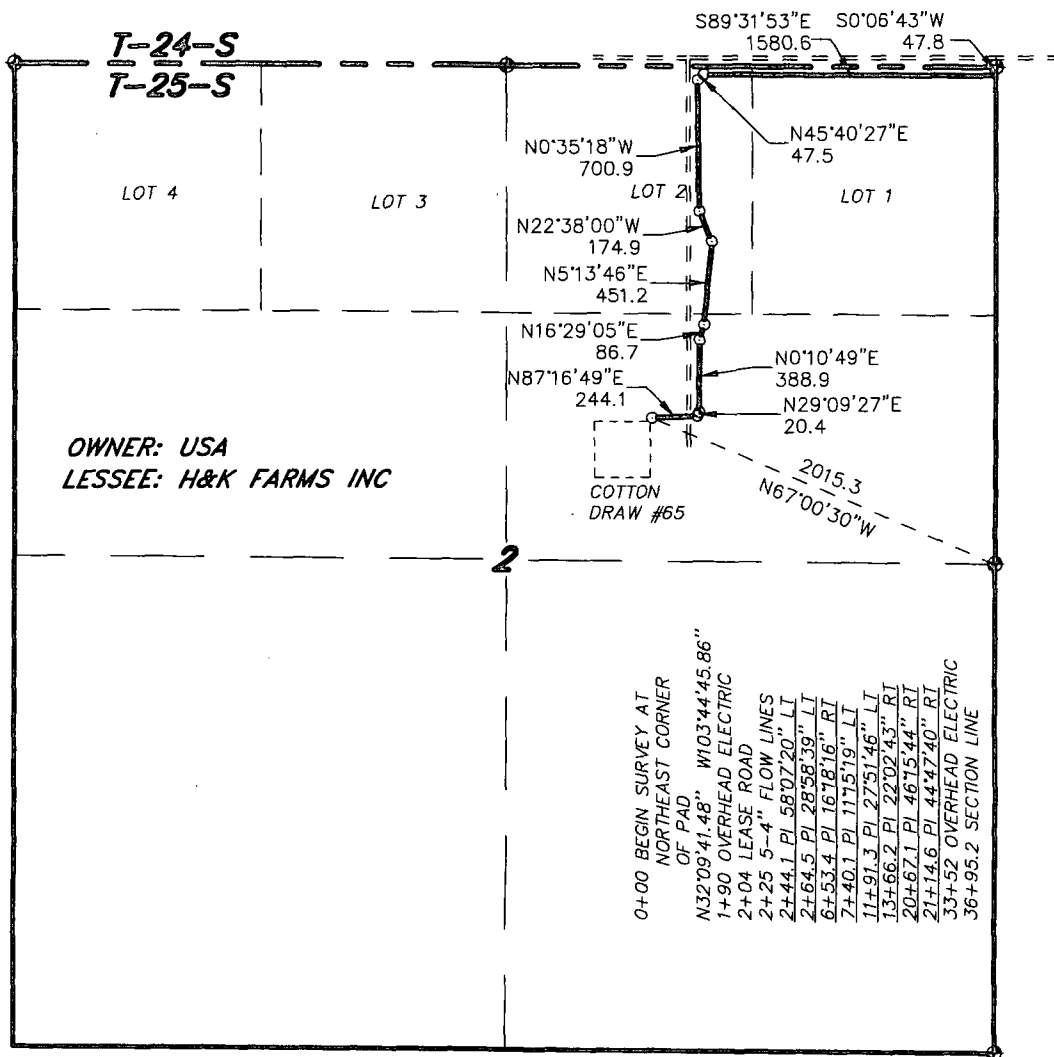 S89°31'53"E
1580.6
S0°06'43"W
47.8
T-24-S
T-25-S
N45°40'27"E
47.5
N0°35'18"W
700.9
LOT 4
LOT 3
LOT 2
LOT 1
N22°38'00"W
174.9
N5°13'46"E
451.2
N16°29'05"E
86.7
N0°10'49"E
388.9
N87°16'49"E
244.1
N29°09'27"E
20.4
OWNER: USA
LESSEE: H&K FARMS INC
2015.3
N67°00'30"W
COTTON
DRAW #65
2
0+00 BEGIN SURVEY AT
NORTHEAST CORNER
OF PAD
N32°09'41.48" W103°44'45.86"
1+90 OVERHEAD ELECTRIC
2+04 LEASE ROAD
2+25 5-4" FLOW LINES
2+44.1 PI 58°07'20" LT
2+64.5 PI 28°58'39" LT
6+53.4 PI 16°18'16" RT
7+40.1 PI 11°15'19" LT
11+91.3 PI 27°51'46" LT
13+66.2 PI 22°02'43" RT
20+67.1 PI 46°15'44" RT
21+14.6 PI 44°47'40" RT
33+52 OVERHEAD ELECTRIC
36+95.2 SECTION LINE